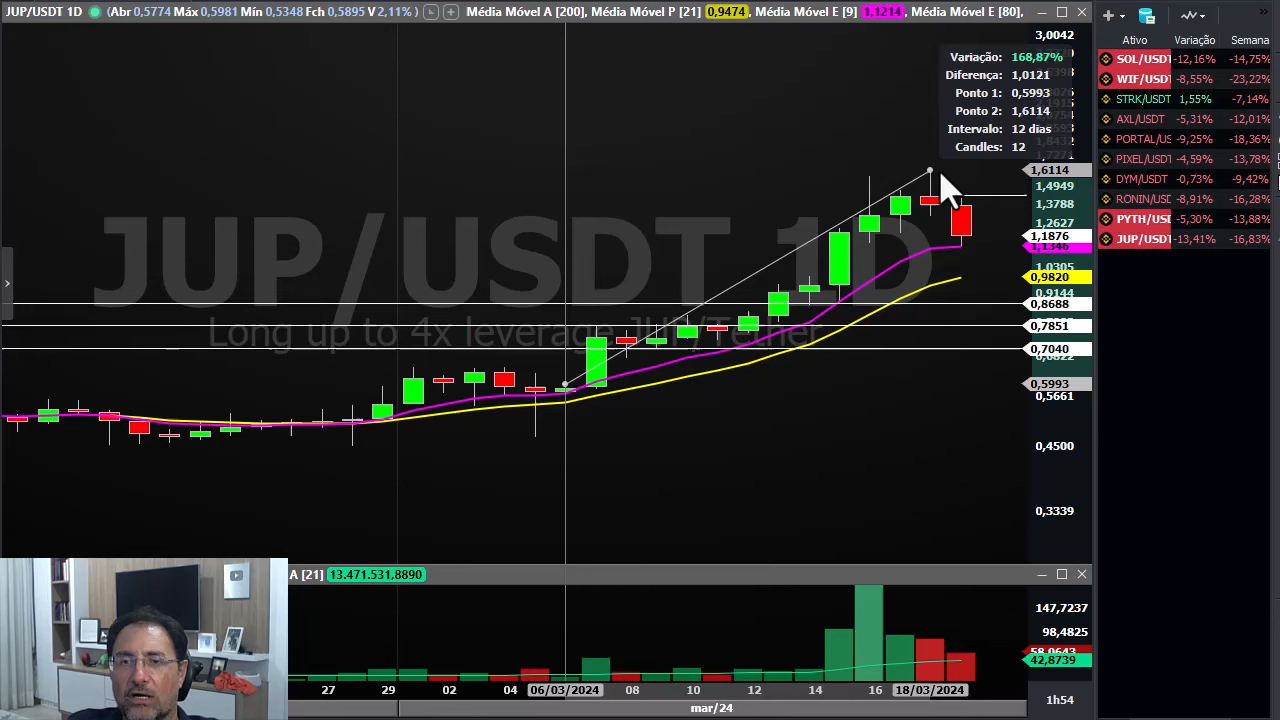 JUP/USDT 1D (Abr 0,5774 Máx 0,5981 Mín 0,5348 Fch 0,5895 V 2,11% ) Média Móvel A [200], Média Móvel P [21] 0,9474 , Média Móvel E [9] 1,1214 , Média Móvel E [80],
Variação: 168,87%
Diferença: 1,0121
Ponto 1: 0,5993
Ponto 2: 1,6114
Intervalo: 12 dias
Candles: 12
JUP/USDT 1D
Long up to 4x leverage JUP/Tether
3,0042
1,7271
1,6114
1,4949
1,3788
1,2627
1,1876
1,1346
1,0305
0,9820
0,9144
0,8688
0,7851
0,7040
0,5993
0,5661
0,4500
0,3339
Ativo Variação Semana
SOL/USDT -12,16% -14,75%
WIF/USDT -8,55% -23,22%
STRK/USDT 1,55% -7,14%
AXL/USDT -5,31% -12,01%
PORTAL/US -9,25% -18,36%
PIXEL/USDT -4,59% -13,78%
DYM/USDT -0,73% -9,42%
RONIN/USD -8,91% -16,28%
PYTH/USD -5,30% -13,88%
JUP/USDT -13,41% -16,83%
A [21] 13.471.531,8890
147,7237
98,4825
58,0643
42,8739
27 29 02 04 06/03/2024 08 10 12 14 16 18/03/2024
1h54
mar/24